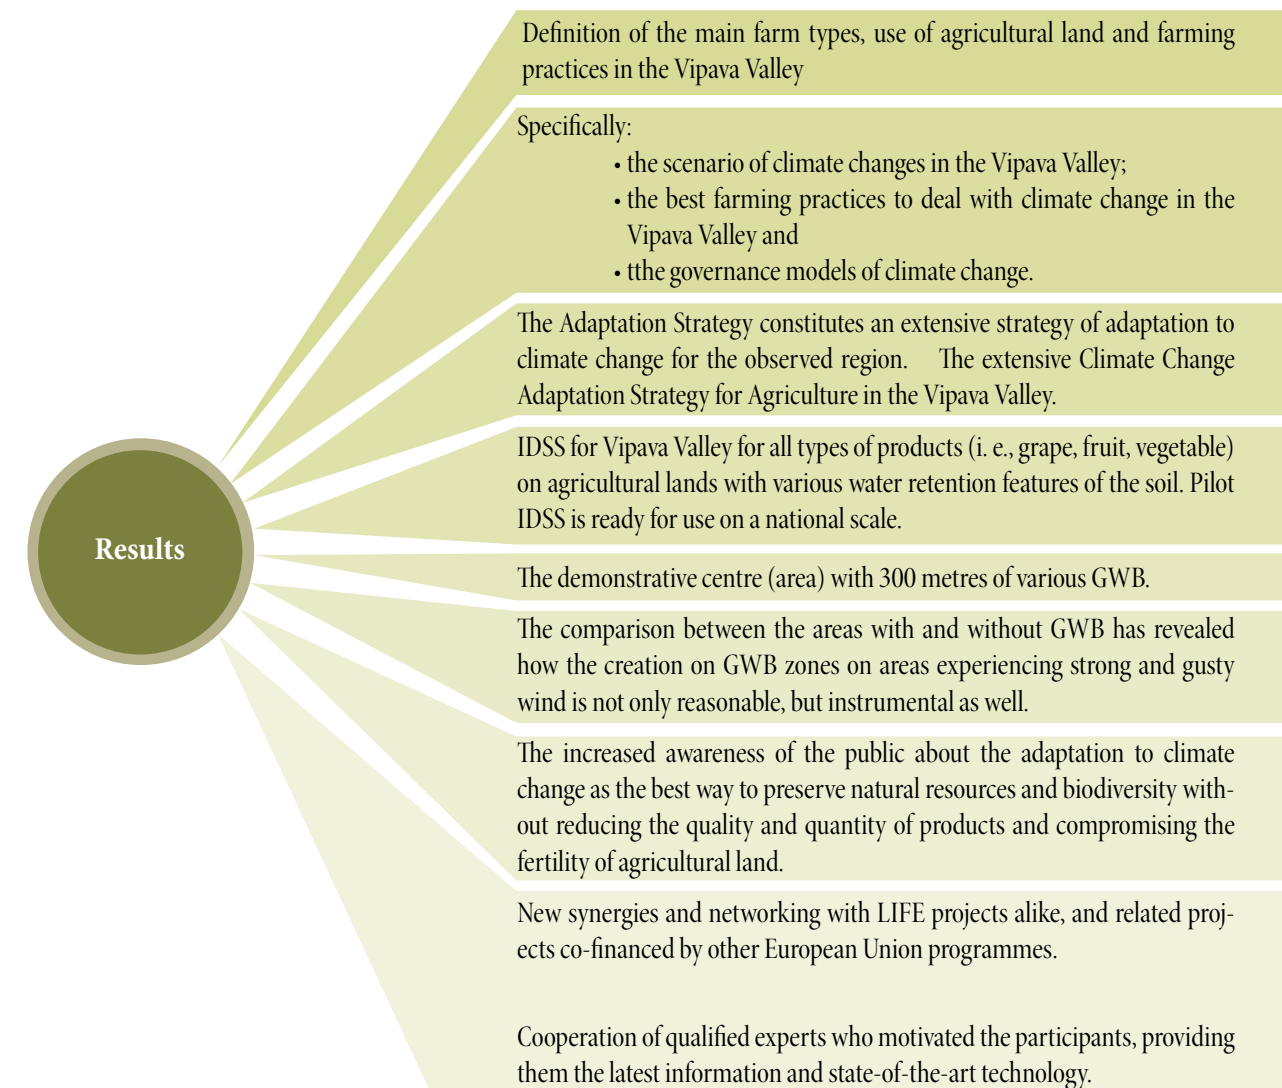 Definition of the main farm types, use of agricultural land and farming
practices in the Vipava Valley
Specifically:
• the scenario of climate changes in the Vipava Valley;
• the best farming practices to deal with climate change in the
Vipava Valley and
• tthe governance models of climate change.
The Adaptation Strategy constitutes an extensive strategy of adaptation to
climate change for the observed region. The extensive Climate Change
Adaptation Strategy for Agriculture in the Vipava Valley.
IDSS for Vipava Valley for all types of products (i. e., grape, fruit, vegetable)
on agricultural lands with various water retention features of the soil. Pilot
IDSS is ready for use on a national scale.
Results
The demonstrative centre (area) with 300 metres of various GWB.
The comparison between the areas with and without GWB has revealed
how the creation on GWB zones on areas experiencing strong and gusty
wind is not only reasonable, but instrumental as well.
The increased awareness of the public about the adaptation to climate
change as the best way to preserve natural resources and biodiversity with-
out reducing the quality and quantity of products and compromising the
fertility of agricultural land.
New synergies and networking with LIFE projects alike, and related proj-
ects co-financed by other European Union programmes.
Cooperation of qualified experts who motivated the participants, providing
them the latest information and state-of-the-art technology.